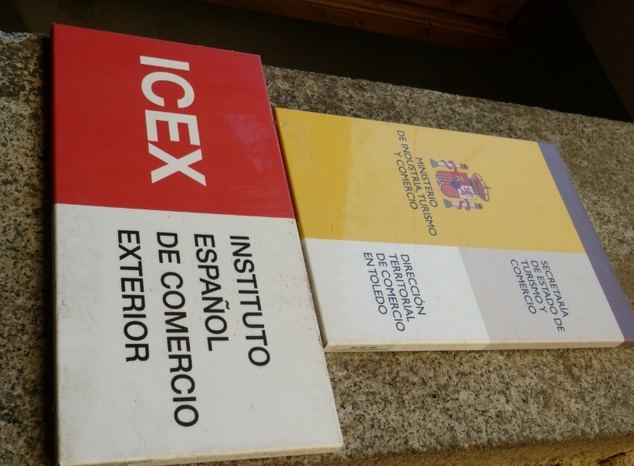 ICEX
INSTITUTO
ESPAÑOL
DE COMERCIO
EXTERIOR
MINISTERIO
DE INDUSTRIA, TURISMO
Y COMERCIO
SECRETARÍA
DE ESTADO DE
TURISMO Y
COMERCIO
DIRECCIÓN
TERRITORIAL
DE COMERCIO
EN TOLEDO